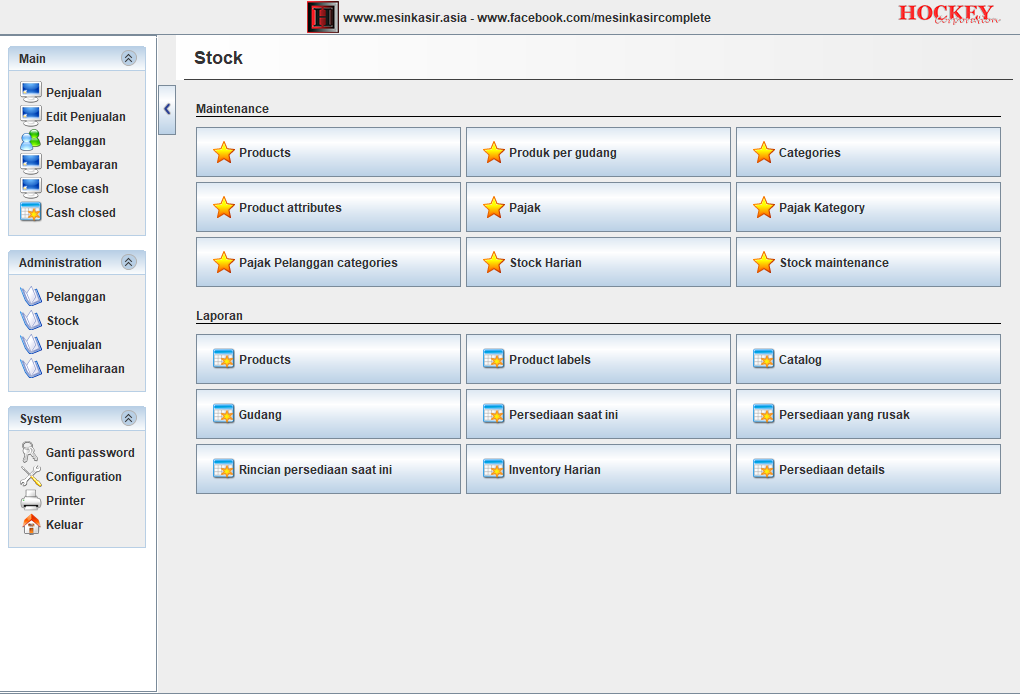 www.mesinkasir.asia - www.facebook.com/mesinkasircomplete
HOCKEY
Corporation
Main
Penjualan
Edit Penjualan
Pelanggan
Pembayaran
Close cash
Cash closed
Administration
Pelanggan
Stock
Penjualan
Pemeliharaan
System
Ganti password
Configuration
Printer
Keluar
Stock
Maintenance
Products
Produk per gudang
Categories
Product attributes
Pajak
Pajak Kategory
Pajak Pelanggan categories
Stock Harian
Stock maintenance
Laporan
Products
Product labels
Catalog
Gudang
Persediaan saat ini
Persediaan yang rusak
Rincian persediaan saat ini
Inventory Harian
Persediaan details